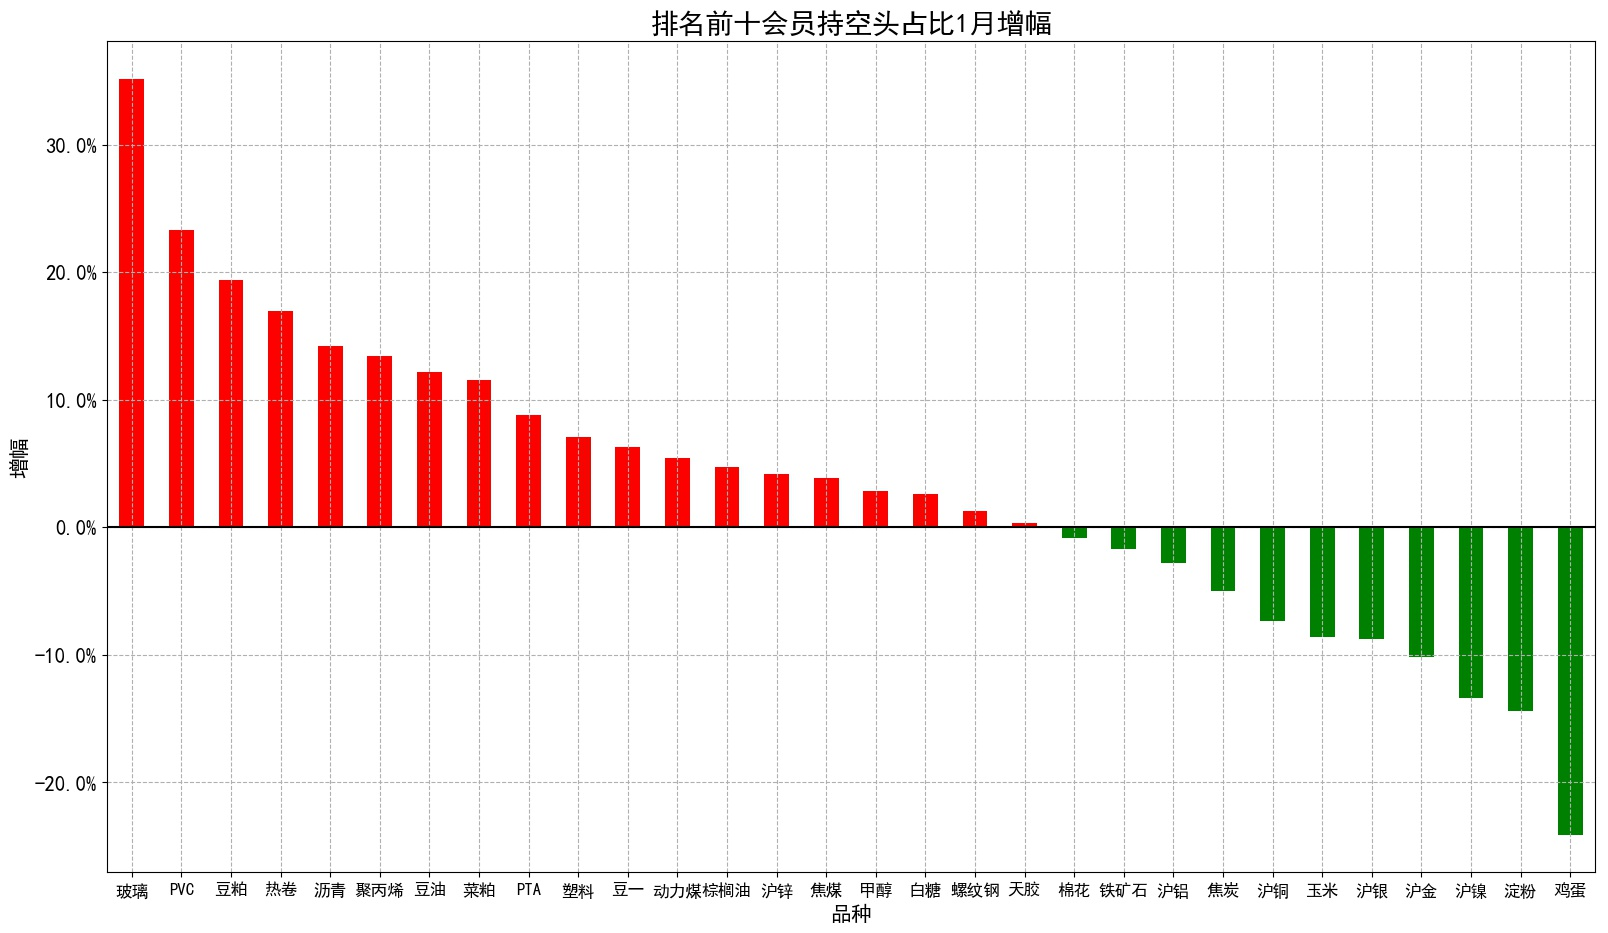 排名前十会员持空头占比1月增幅
30.0%
20.0%
10.0%
0.0%
-10.0%
-20.0%
增幅
玻璃 PVC 豆粕 热卷 沥青 聚丙烯 豆油 菜粕 PTA 塑料 豆一 动力煤 棕榈油 沪锌 焦煤 甲醇 白糖 螺纹钢 天胶 棉花 铁矿石 沪铝 焦炭 沪铜 玉米 沪银 沪金 沪镍 淀粉 鸡蛋
品种